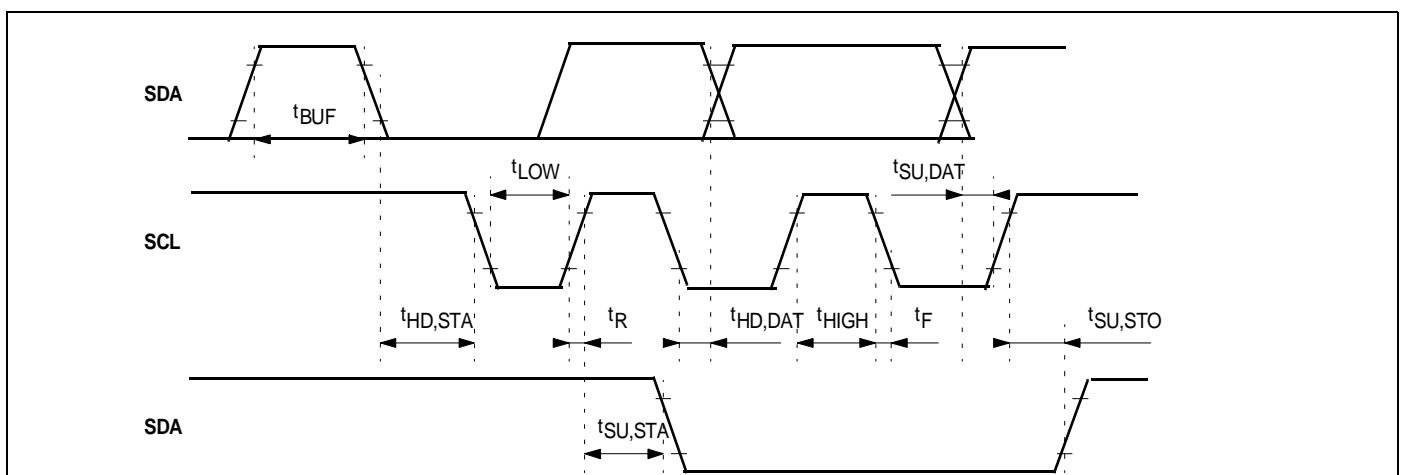 SDA
tBUF
tLOW
tSU,DAT
SCL
tHD,STA
tR
tHD,DAT
tHIGH
tF
tSU,STO
SDA
tSU,STA